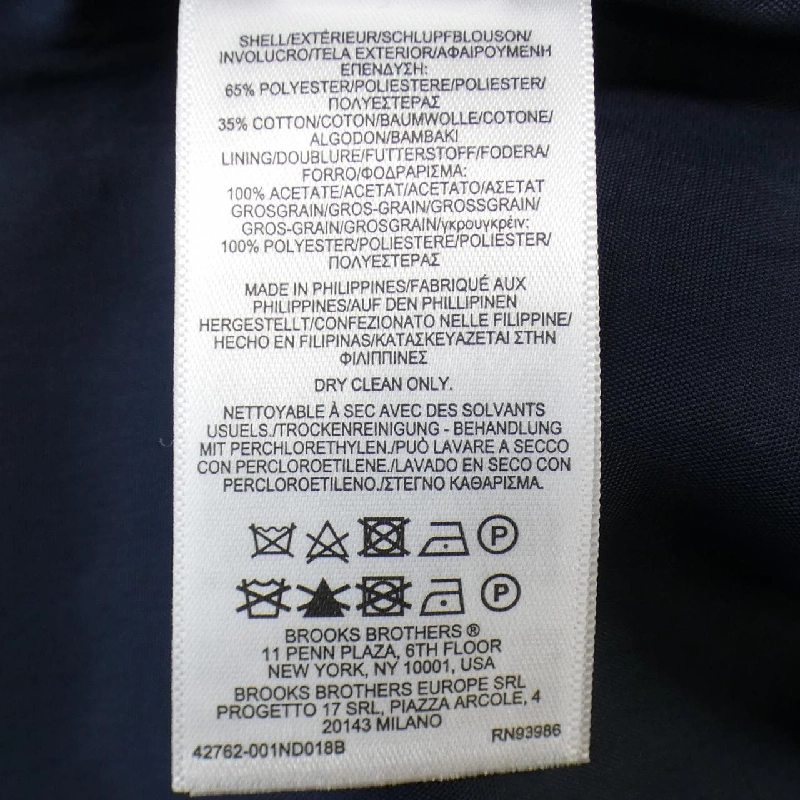 SHELL/EXTÉRIEUR/SCHLUPFBLOUSON/
INVOLUCRO/TELA EXTERIOR/ΑΦΑΙΡΟΥΜΕΝΗ
ΕΠΕΝΔΥΣΗ:
65% POLYESTER/POLIESTERE/POLIESTER/
ΠΟΛΥΕΣΤΕΡΑΣ
35% COTTON/COTON/BAUMWOLLE/COTONE/
ALGODON/ΒΑΜΒΑΚΙ
LINING/DOUBLURE/FUTTERSTOFF/FODERA/
FORRO/ΦΟΔΡΑΡΙΣΜΑ:
100% ACETATE/ACETAT/ACETATO/ΑΣΕΤΑΤ
GROSGRAIN/GROS-GRAIN/GROSSGRAIN/
GROS-GRAIN/GROSGRAIN/γκρουγκρέιν:
100% POLYESTER/POLIESTERE/POLIESTER/
ΠΟΛΥΕΣΤΕΡΑΣ
MADE IN PHILIPPINES/FABRIQUÉ AUX
PHILIPPINES/AUF DEN PHILLIPINEN
HERGESTELLT/CONFEZIONATO NELLE FILIPPINE/
HECHO EN FILIPINAS/ΚΑΤΑΣΚΕΥΑΖΕΤΑΙ ΣΤΗΝ
ΦΙΛΙΠΠΙΝΕΣ
DRY CLEAN ONLY.
NETTOYABLE À SEC AVEC DES SOLVANTS
USUELS./TROCKENREINIGUNG - BEHANDLUNG
MIT PERCHLORETHYLEN./PUÒ LAVARE A SECCO
CON PERCLOROETILENE./LAVADO EN SECO CON
PERCLOROETILENO./ΣΤΕΓΝΟ ΚΑΘΑΡΙΣΜΑ.
P
P
BROOKS BROTHERS ®
11 PENN PLAZA, 6TH FLOOR
NEW YORK, NY 10001, USA
BROOKS BROTHERS EUROPE SRL
PROGETTO 17 SRL, PIAZZA ARCOLE, 4
20143 MILANO
42762-001ND018B RN93986